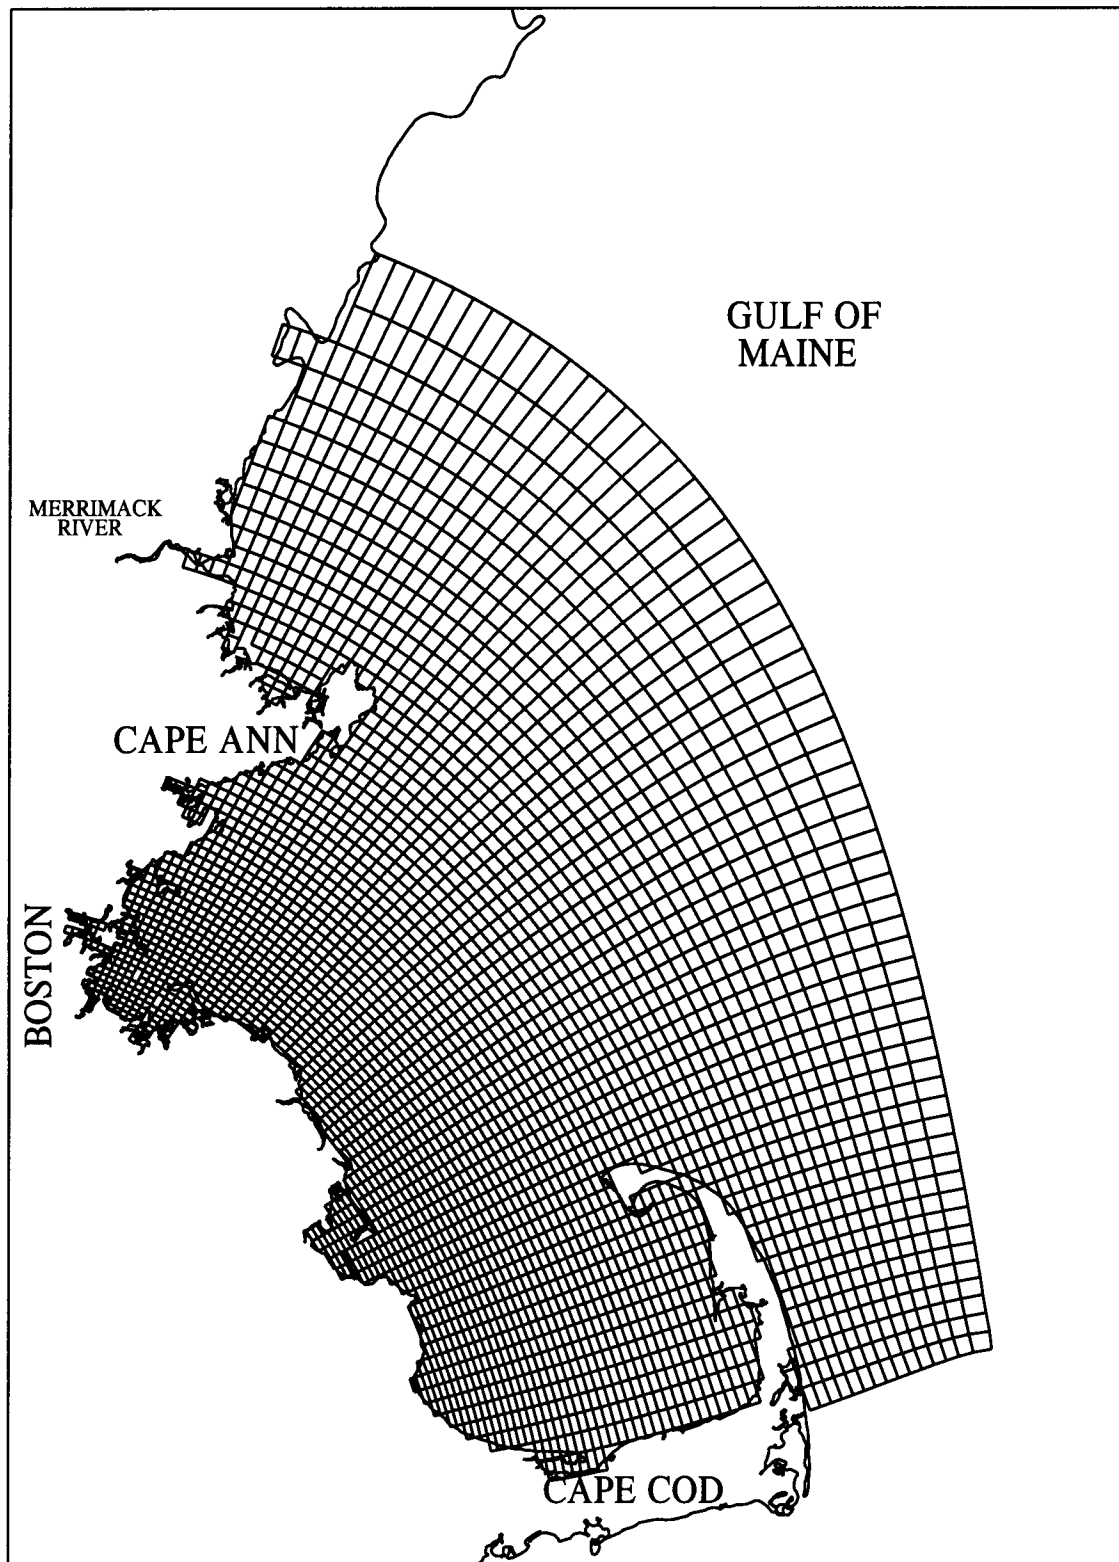 GULF OF
MAINE
MERRIMACK
RIVER
CAPE ANN
BOSTON
CAPE COD